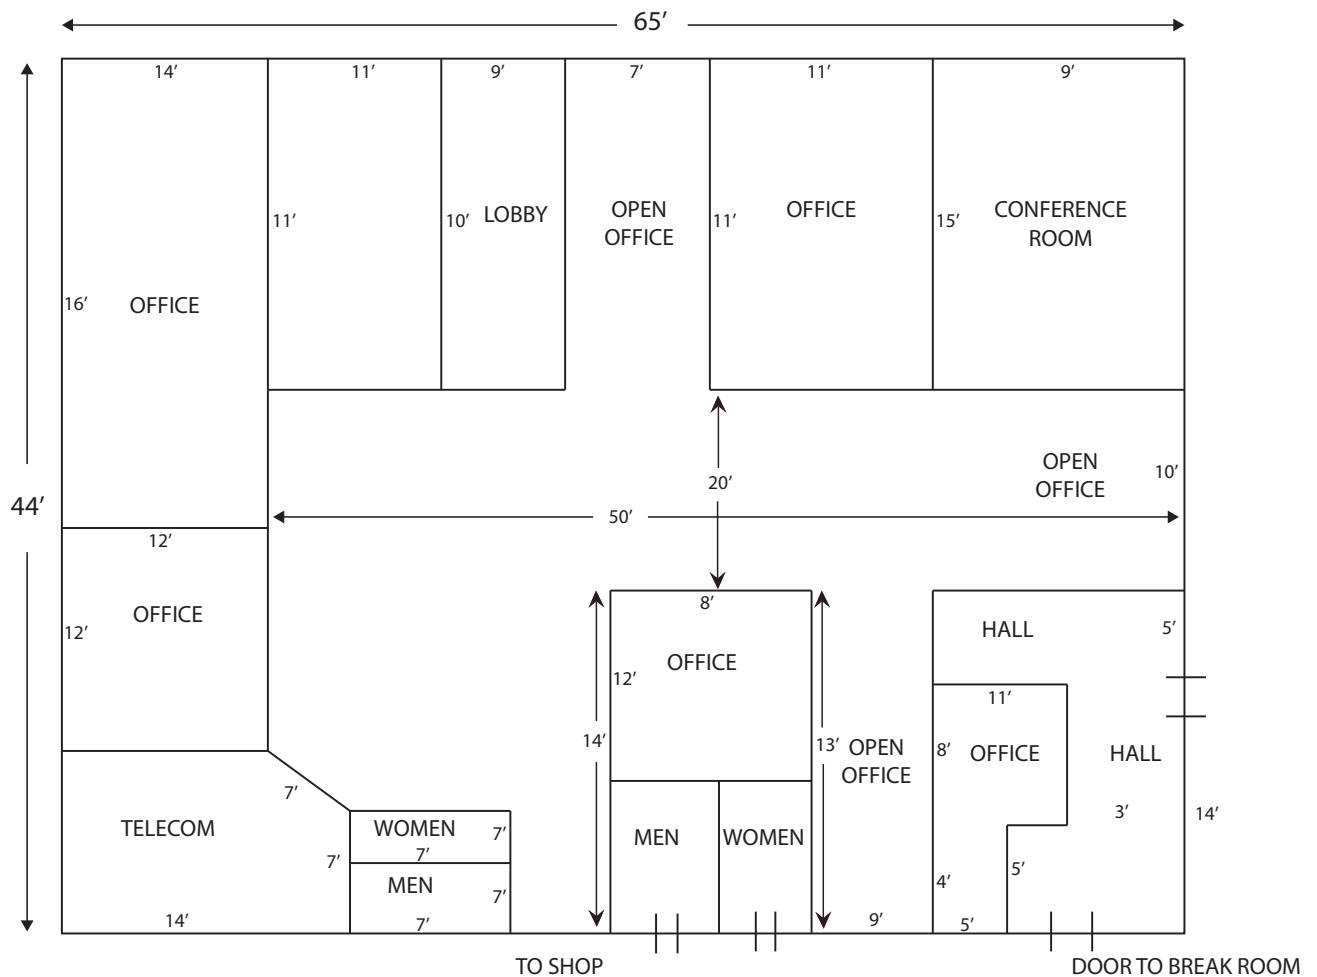 65’
14’ 11’ 9’ 7’ 11’ 9’
11’ 10’ LOBBY OPEN OFFICE 11’ OFFICE 15’ CONFERENCE ROOM
16’ OFFICE
44’
OPEN OFFICE 10’
20’
50’
12’
OFFICE
12’
8’
OFFICE
12’
14’
13’
OPEN OFFICE
HALL 5’
11’
8’ OFFICE HALL
3’ 14’
7’
TELECOM WOMEN 7’
7’
7’
MEN 7’
14’ 7’
MEN WOMEN
4’ 5’
9’ 5’
TO SHOP DOOR TO BREAK ROOM